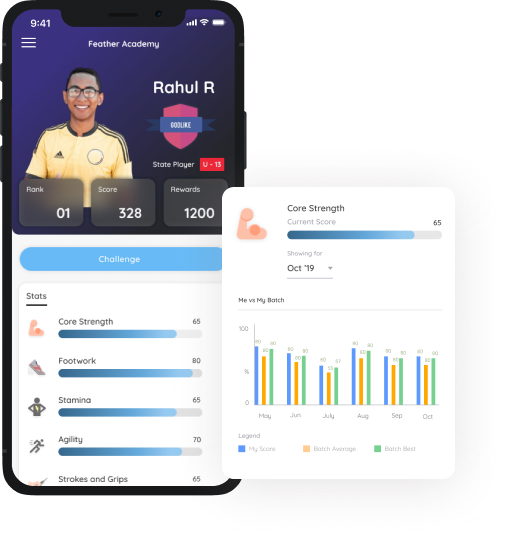 9:41
Feather Academy
Rahul R
GODLIKE
State Player U - 13
Rank Score Rewards
01 328 1200
Challenge
Stats
Core Strength 65
Footwork 80
Stamina 65
Agility 70
Strokes and Grips 65
Core Strength
Current Score 65
Showing for
Oct '19
Me vs My Batch
100
%
0
May Jun July Aug Sep Oct
Legend
My Score Batch Average Batch Best